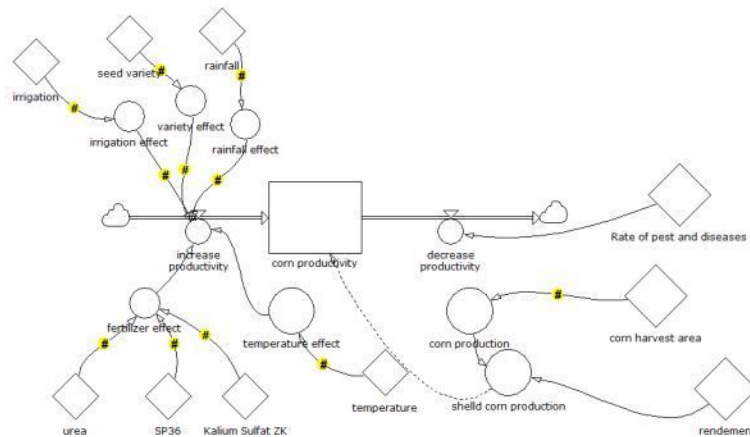 rainfall
seed variety
irrigation
#
#
#
variety effect
irrigation effect
rainfall effect
#
#
#
increase
productivity
corn productivity
decrease
productivity
Rate of pest and diseases
fertilizer effect
temperature effect
corn production
#
corn harvest area
#
#
#
#
urea
SP36
Kalium Sulfat ZK
temperature
shelld corn production
rendemen